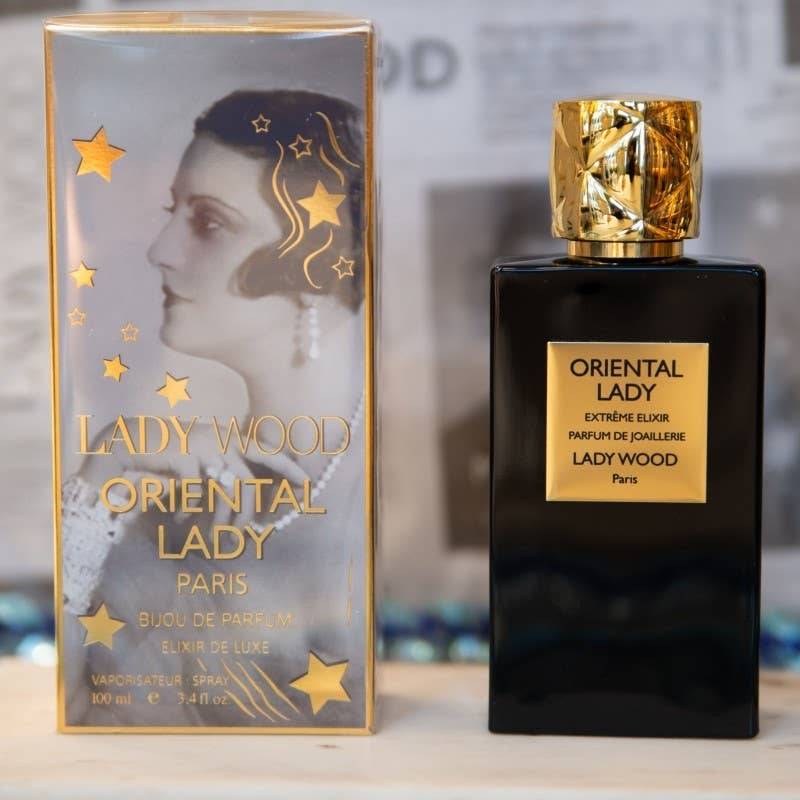 LADY WOOD
ORIENTAL
LADY
PARIS
BIJOU DE PARFUM
ELIXIR DE LUXE
VAPORISATEUR · SPRAY
100 ml e 3,4 fl oz.
ORIENTAL
LADY
EXTRÊME ELIXIR
PARFUM DE JOAILLERIE
LADY WOOD
Paris